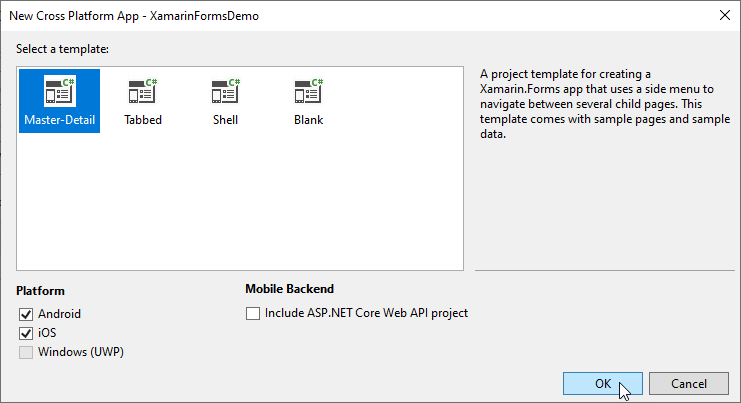 New Cross Platform App - XamarinFormsDemo
Select a template:
C# C# C# C#
Master-Detail Tabbed Shell Blank
A project template for creating a
Xamarin.Forms app that uses a side menu to
navigate between several child pages. This
template comes with sample pages and sample
data.
Platform
Android
iOS
Windows (UWP)
Mobile Backend
Include ASP.NET Core Web API project
OK Cancel